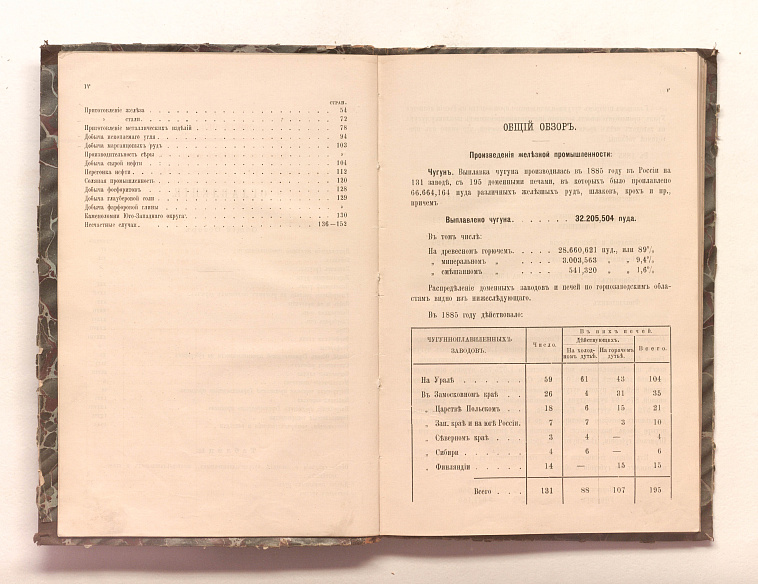 IV
СТРАН.
Приготовленіе желѣза . . . . . . . . . . 54
„ стали . . . . . . . . . . 72
Приготовленіе металлическихъ издѣлій . . . . . . . . . . 78
Добыча ископаемаго угля . . . . . . . . . . 94
Добыча марганцовыхъ рудъ . . . . . . . . . . 103
Производительность сѣры . . . . . . . . . . „
Добыча сырой нефти . . . . . . . . . . 104
Перегонка нефти . . . . . . . . . . 112
Соляная промышленность . . . . . . . . . . 120
Добыча фосфоритовъ . . . . . . . . . . 128
Добыча глауберовой соли . . . . . . . . . . 129
Добыча фарфоровой глины . . . . . . . . . . „
Каменоломни Юго-Западнаго округа . . . . . . . . . . 130
Несчастные случаи . . . . . . . . . . 136—152
V
ОБЩІЙ ОБЗОРЪ.
Произведенія желѣзной промышленности:
Чугунъ. Выплавка чугуна производилась въ 1885 году въ Россіи на
131 заводѣ, съ 195 доменными печами, въ которыхъ было проплавлено
66,664,164 пуда различныхъ желѣзныхъ рудъ, шлаковъ, крохъ и пр.,
причемъ
Выплавлено чугуна . . . . . . . 32.205,504 пуда.
Въ томъ числѣ:
На древесномъ горючемъ . . . . . 28.660,621 пуд., или 89%
„ минеральномъ „ . . . . 3.003,563 „ „ 9,4%
„ смѣшанномъ „ . . . . 541,320 „ „ 1,6%
Распредѣленіе доменныхъ заводовъ и печей по горнозаводскимъ обла-
стямъ видно изъ нижеслѣдующаго.
Въ 1885 году дѣйствовало:
ЧУГУННОПЛАВИЛЕННЫХЪ ЗАВОДОВЪ. Число. Въ нихъ печей.
Дѣйствующихъ. Всего.
На холод- На горячемъ
номъ дутьѣ. дутьѣ.
На Уралѣ . . . . . . 59 61 43 104
Въ Замосковномъ краѣ . . 26 4 31 35
„ Царствѣ Польскомъ . . 18 6 15 21
„ Зап. краѣ и на югѣ Россіи. 7 7 3 10
„ Сѣверномъ краѣ . . . 3 4 — 4
„ Сибири . . . . . . 4 6 — 6
„ Финляндіи . . . . . 14 — 15 15
Всего . . . 131 88 107 195